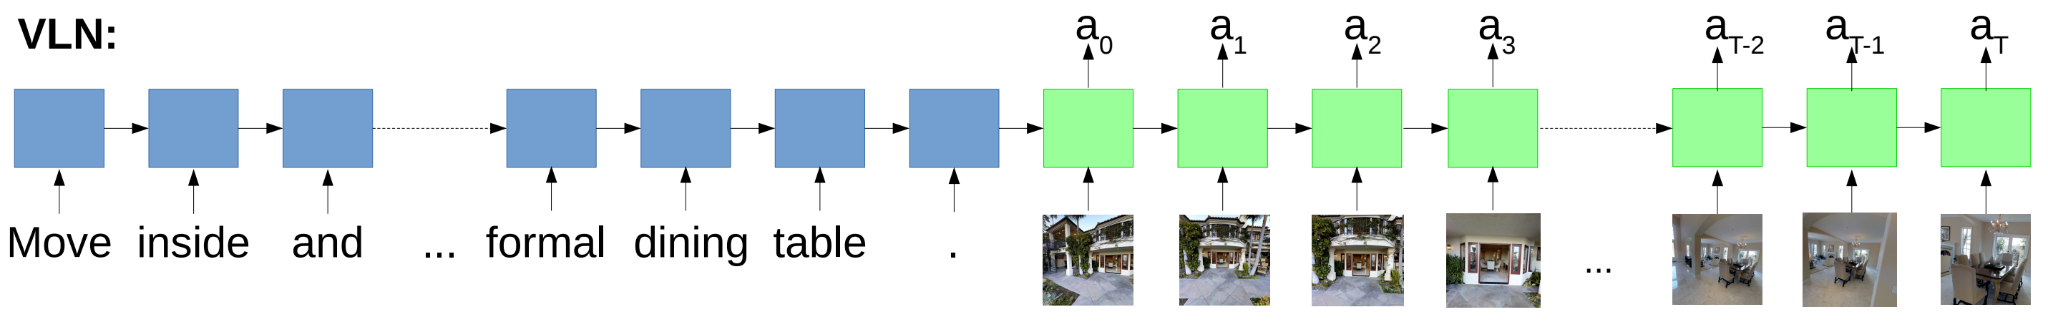 VLN:
a0 a1 a2 a3 aT-2 aT-1 aT
Move inside and ... formal dining table . ...